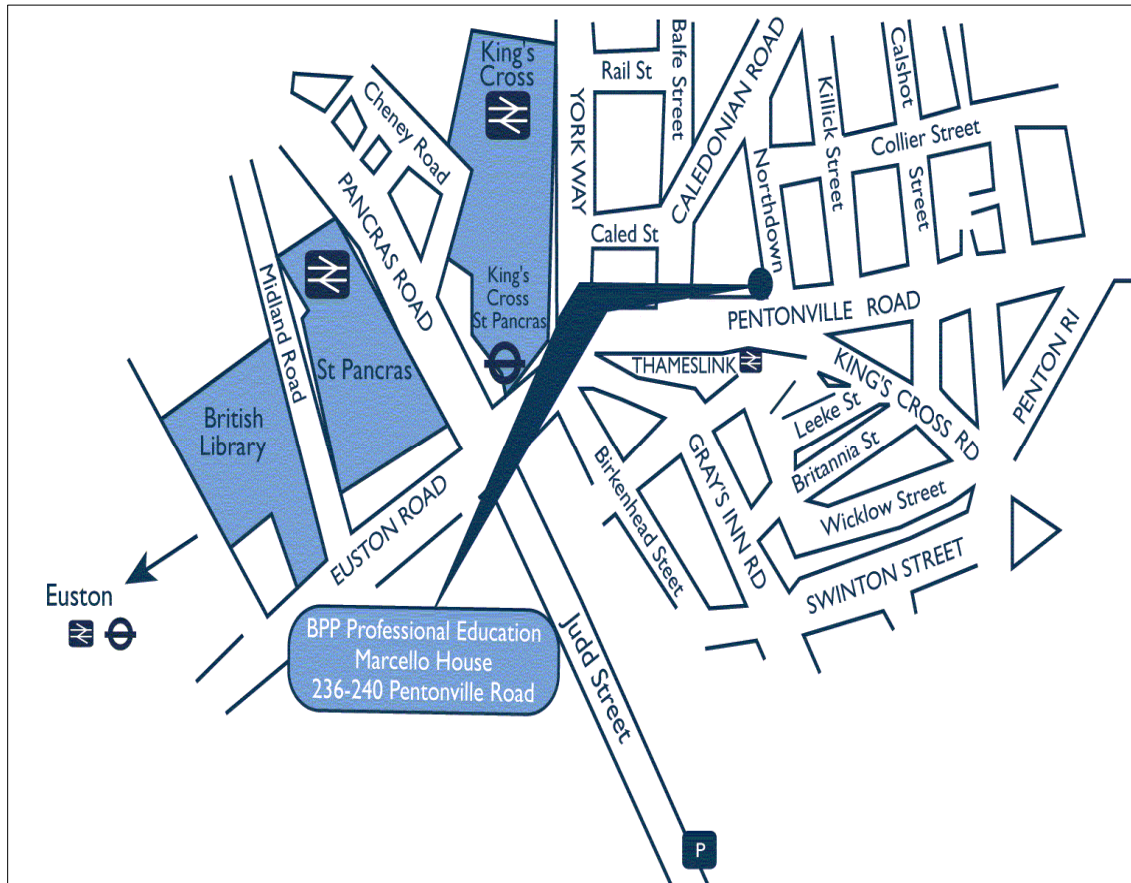 King's
Cross
Rail St
Balfe Street
YORK WAY
CALEDONIAN ROAD
Killick Street
Calshot
Street
Collier Street
Cheney Road
PANCRAS ROAD
Northdown
Caled St
Midland Road
King's
Cross
St Pancras
PENTONVILLE ROAD
St Pancras
THAMESLINK
KING'S CROSS RD
PENTON RI
British
Library
Leeke St
Britannia St
Birkenhead Steet
GRAY'S INN RD
Wicklow Street
EUSTON ROAD
SWINTON STREET
Euston
BPP Professional Education
Marcello House
236-240 Pentonville Road
Judd Street
P